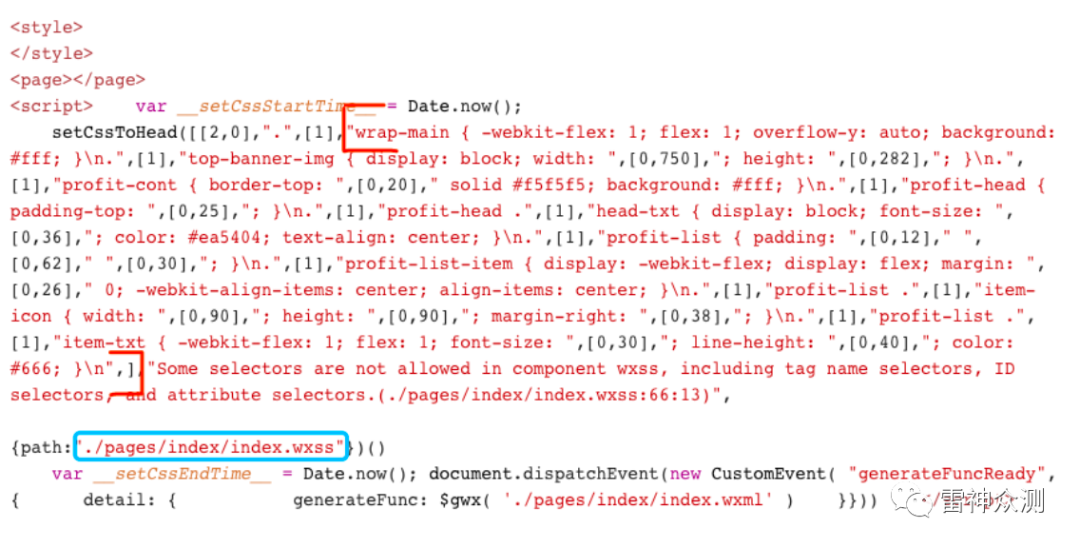 <style>
</style>
<page></page>
<script>    var __setCssStartTime__ = Date.now();
setCssToHead([[2,0],".",[1],"wrap-main { -webkit-flex: 1; flex: 1; overflow-y: auto; background:
#fff; }\n.",[1],"top-banner-img { display: block; width: ",[0,750],"; height: ",[0,282],"; }\n.",
[1],"profit-cont { border-top: ",[0,20]," solid #f5f5f5; background: #fff; }\n.",[1],"profit-head {
padding-top: ",[0,25],"; }\n.",[1],"profit-head .",[1],"head-txt { display: block; font-size: ",
[0,36],"; color: #ea5404; text-align: center; }\n.",[1],"profit-list { padding: ",[0,12]," ",
[0,62]," ",[0,30],"; }\n.",[1],"profit-list-item { display: -webkit-flex; display: flex; margin: ",
[0,26]," 0; -webkit-align-items: center; align-items: center; }\n.",[1],"profit-list .",[1],"item-
icon { width: ",[0,90],"; height: ",[0,90],"; margin-right: ",[0,38],"; }\n.",[1],"profit-list .",
[1],"item-txt { -webkit-flex: 1; flex: 1; font-size: ",[0,30],"; line-height: ",[0,40],"; color:
#666; }\n",],"Some selectors are not allowed in component wxss, including tag name selectors, ID
selectors, and attribute selectors.(./pages/index/index.wxss:66:13)",
{path:"./pages/index/index.wxss"})()
var __setCssEndTime__ = Date.now(); document.dispatchEvent(new CustomEvent( "generateFuncReady",
{    detail: {        generateFunc: $gwx( './pages/index/index.wxml' )    }}))
雷神众测